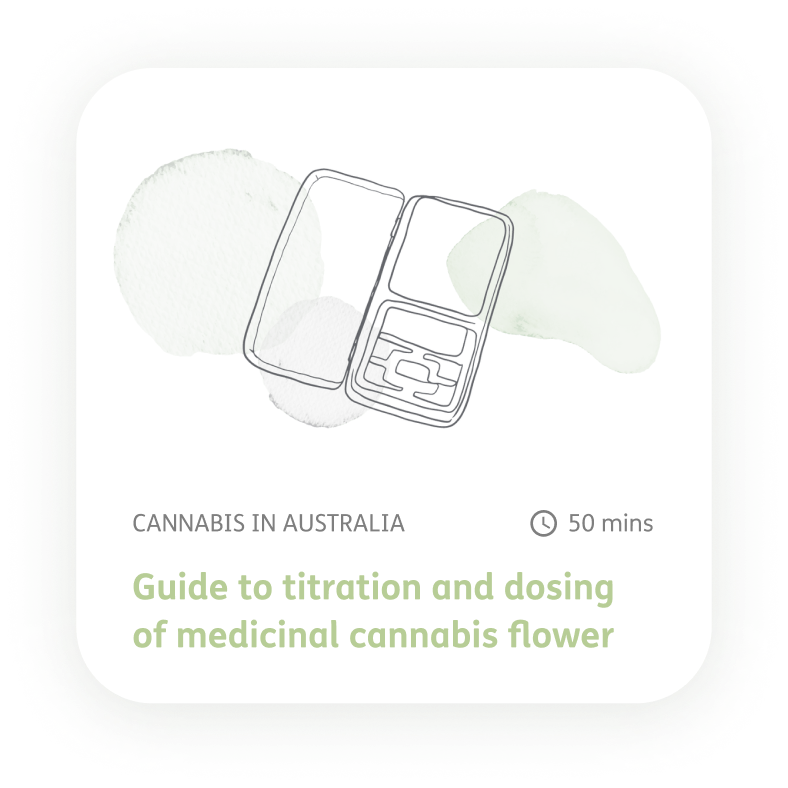 CANNABIS IN AUSTRALIA
50 mins
Guide to titration and dosing
of medicinal cannabis flower